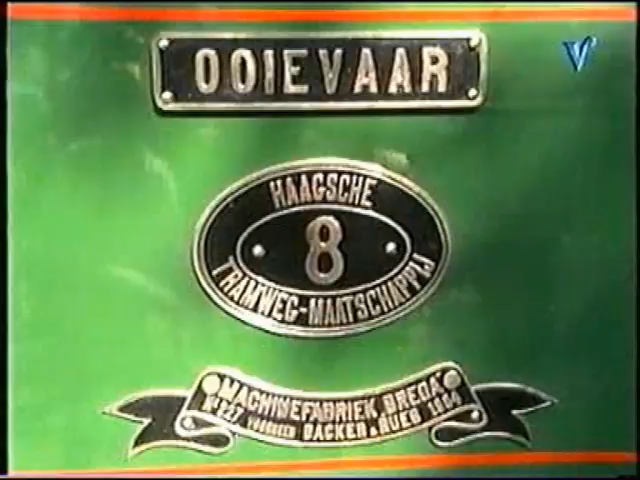 OOIEVAAR
V
HAAGSCHE
8
TRAMWEG-MAATSCHAPPIJ
MACHINEFABRIEK BREDA
VOORHEEN BACKER & RUEB